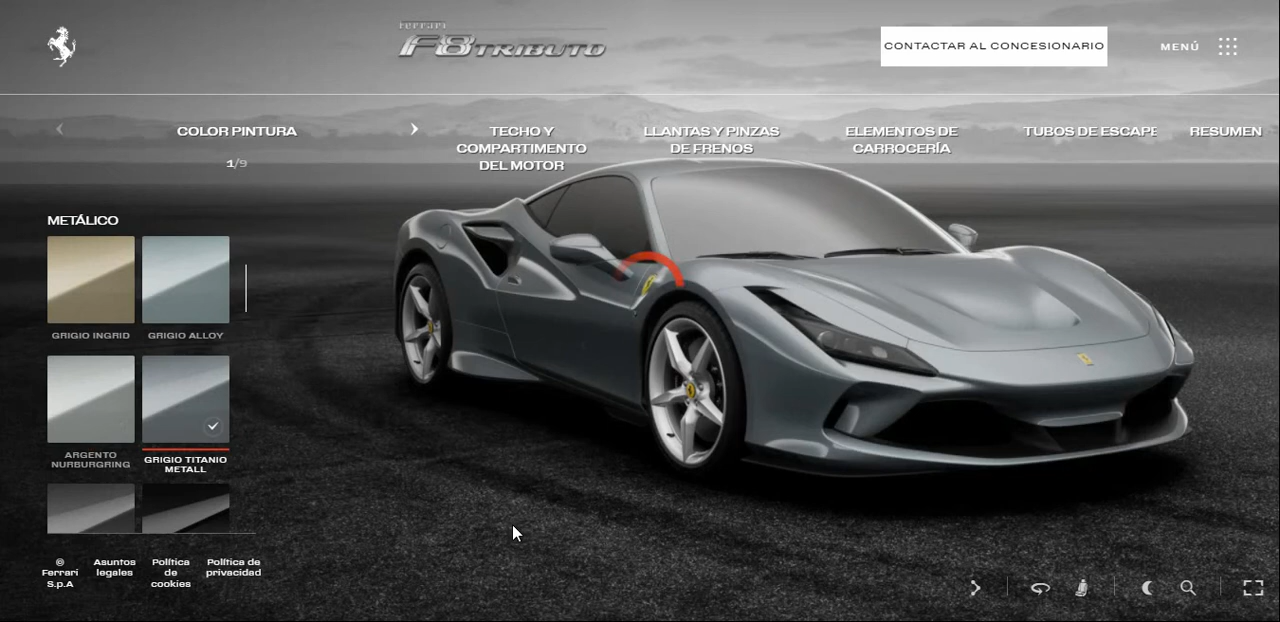 Ferrari
F8 TRIBUTO
CONTACTAR AL CONCESIONARIO
MENÚ
COLOR PINTURA
1/9
TECHO Y
COMPARTIMENTO
DEL MOTOR
LLANTAS Y PINZAS
DE FRENOS
ELEMENTOS DE
CARROCERÍA
TUBOS DE ESCAPE
RESUMEN
METÁLICO
GRIGIO INGRID
GRIGIO ALLOY
ARGENTO
NURBURGRING
GRIGIO TITANIO
METALL
©
Ferrari
S.p.A
Asuntos
legales
Política
de
cookies
Política de
privacidad